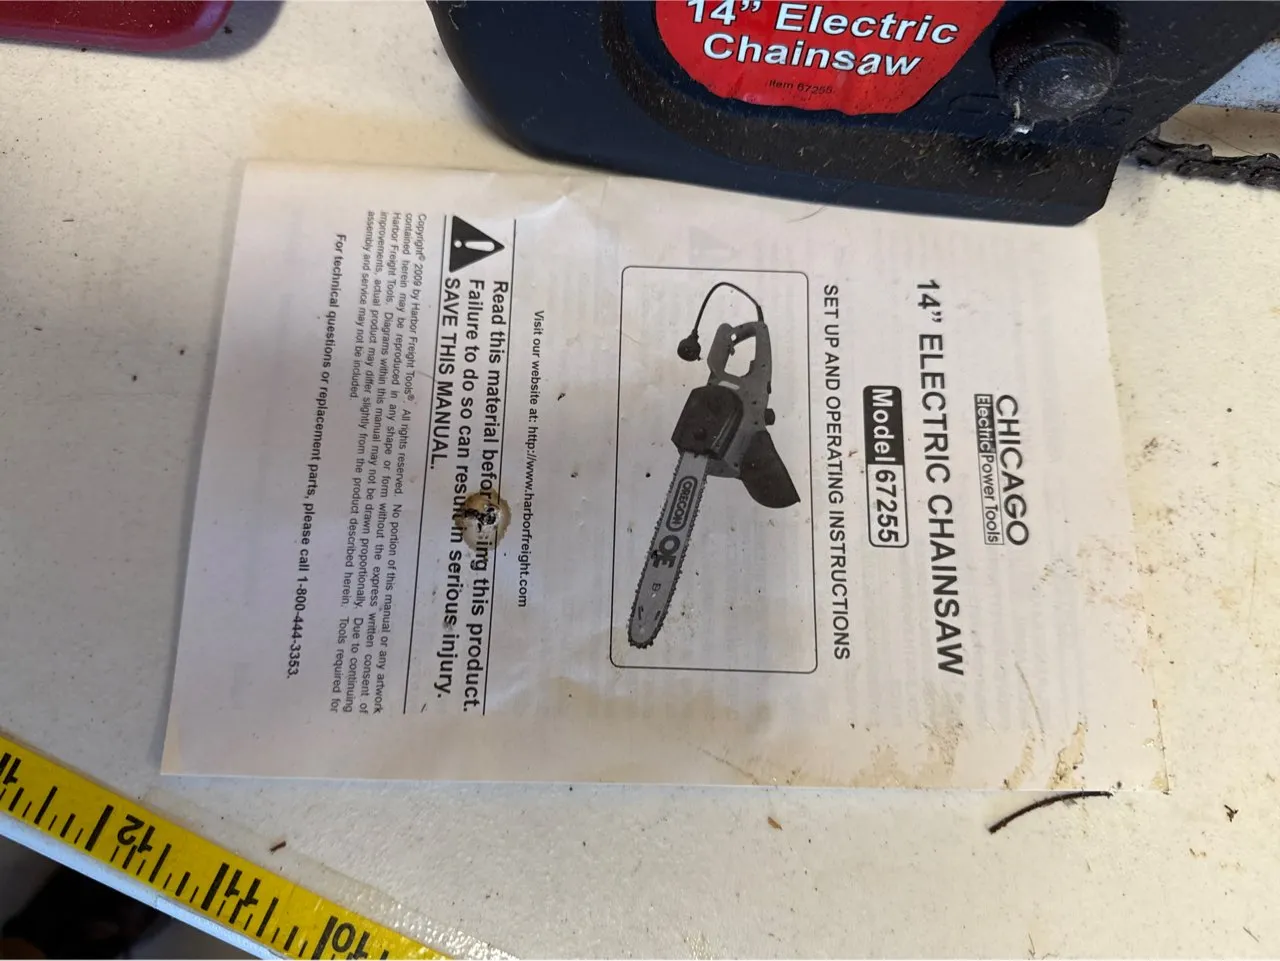 14” Electric
Chainsaw
Item 67255
CHICAGO
Electric Power Tools
14” ELECTRIC CHAINSAW
Model 67255
SET UP AND OPERATING INSTRUCTIONS
OREGON
Visit our website at: http://www.harborfreight.com
Read this material befor ing this product.
Failure to do so can result in serious injury.
SAVE THIS MANUAL.
Copyright© 2009 by Harbor Freight Tools®. All rights reserved. No portion of this manual or any artwork
contained herein may be reproduced in any shape or form without the express written consent of
Harbor Freight Tools. Diagrams within this manual may not be drawn proportionally. Due to continuing
improvements, actual product may differ slightly from the product described herein. Tools required for
assembly and service may not be included.
For technical questions or replacement parts, please call 1-800-444-3353.
12
11
10